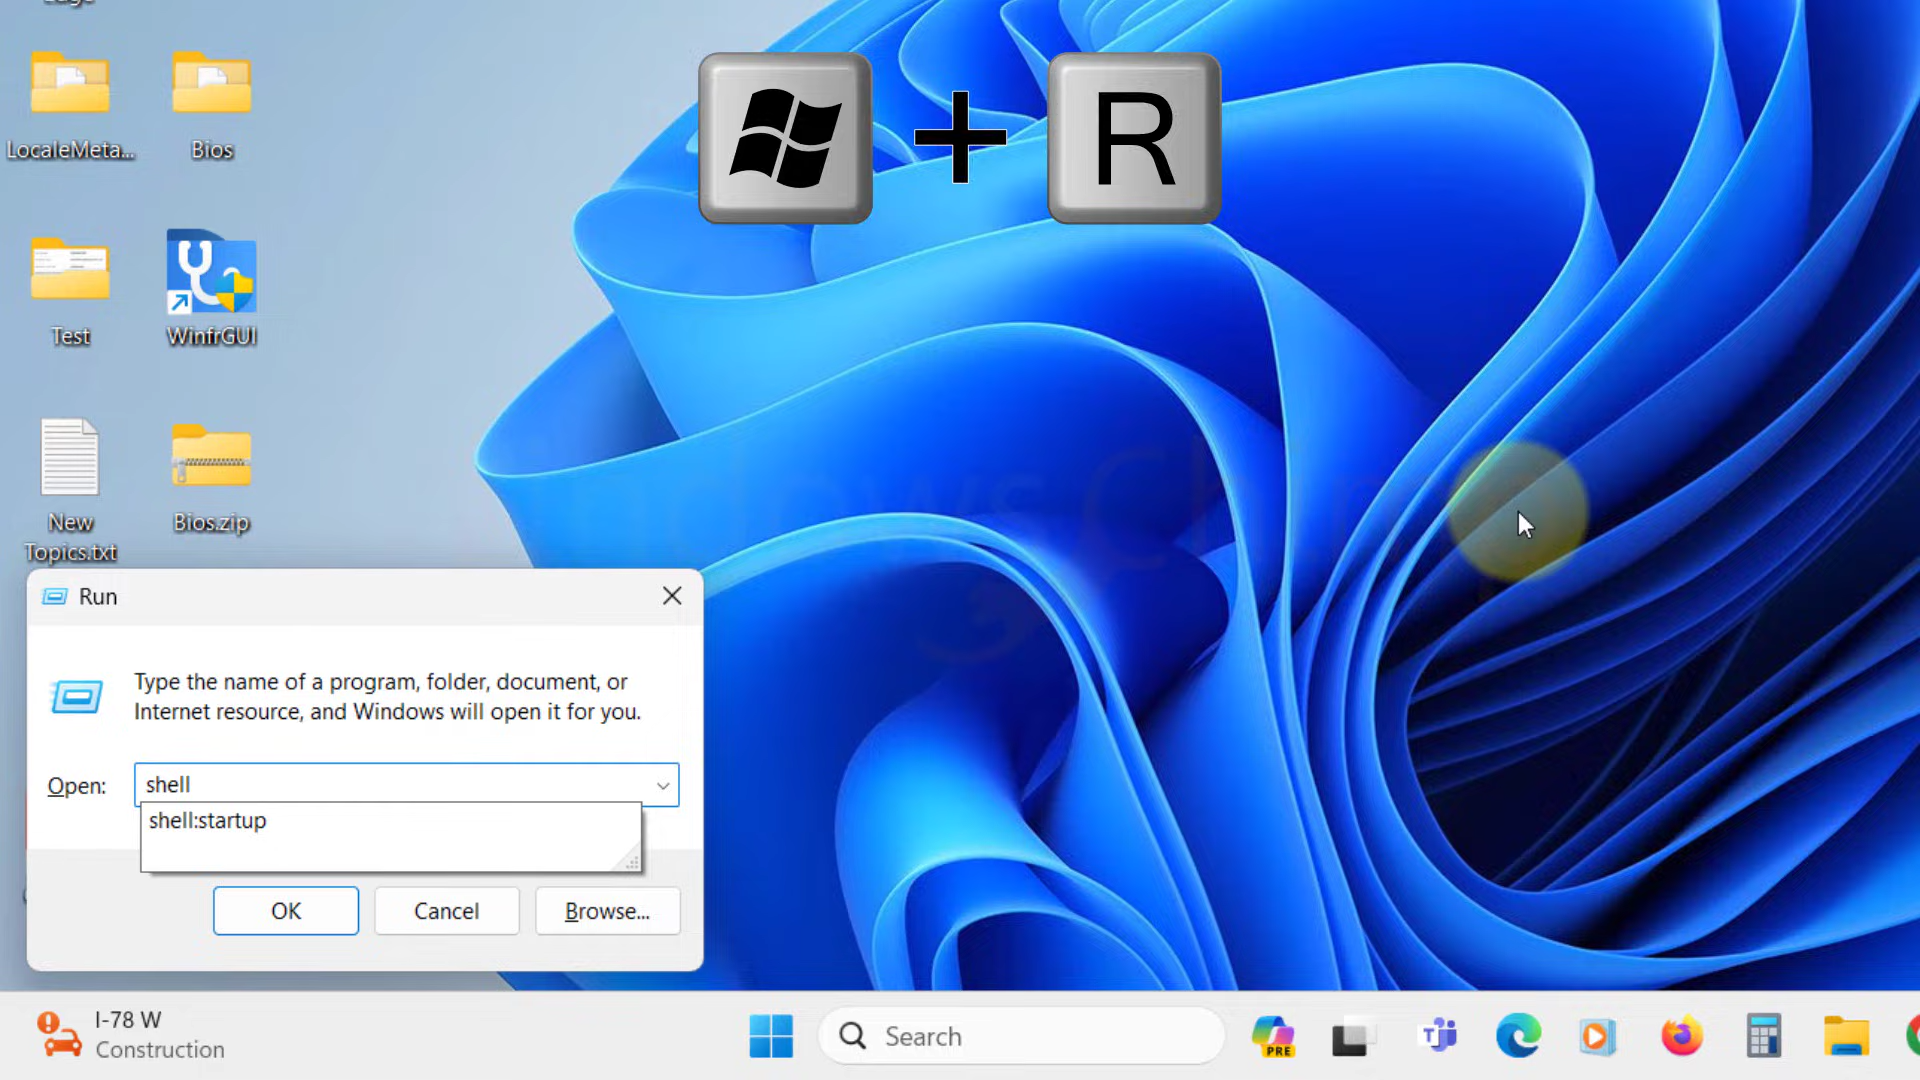 LocaleMeta...
Bios
R
Test
WinfrGUI
New
Topics.txt
Bios.zip
Run
Type the name of a program, folder, document, or
Internet resource, and Windows will open it for you.
Open:
shell
shell:startup
OK
Cancel
Browse...
I-78 W
Construction
Search
PRE